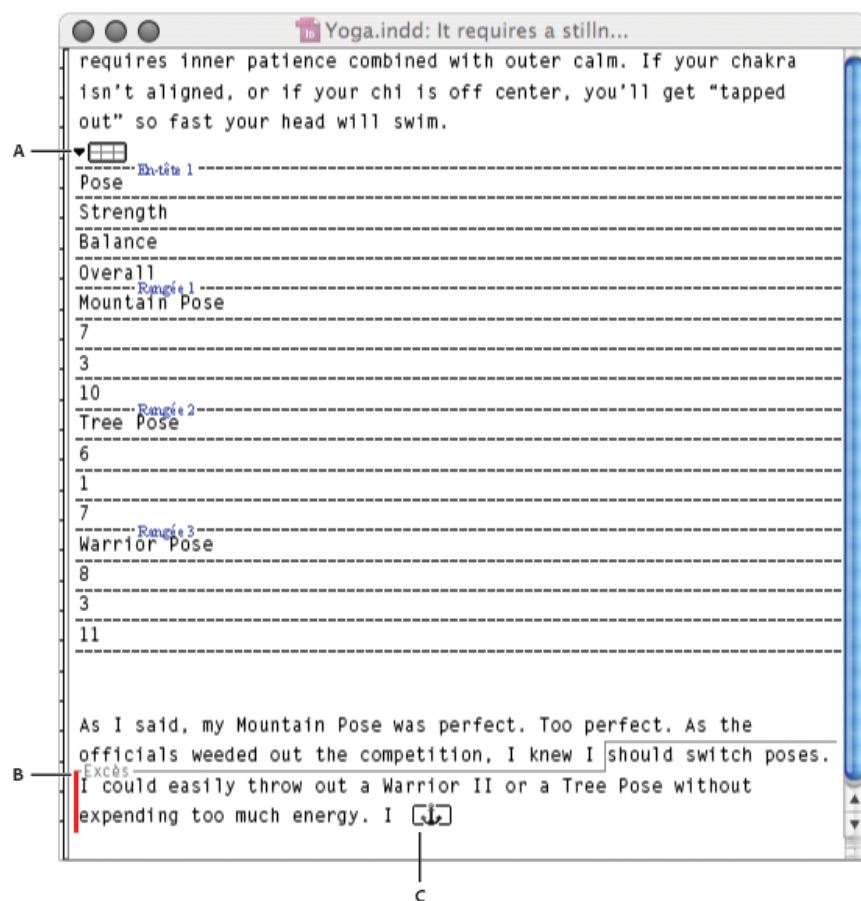 Yoga.indd: It requires a stilln...
requires inner patience combined with outer calm. If your chakra
isn't aligned, or if your chi is off center, you'll get “tapped
out” so fast your head will swim.
A
En-tête 1
Pose
Strength
Balance
Overall
Rangée 1
Mountain Pose
7
3
10
Rangée 2
Tree Pose
6
1
7
Rangée 3
Warrior Pose
8
3
11
As I said, my Mountain Pose was perfect. Too perfect. As the
officials weeded out the competition, I knew I should switch poses.
B
Excès
I could easily throw out a Warrior II or a Tree Pose without
expending too much energy. I
C